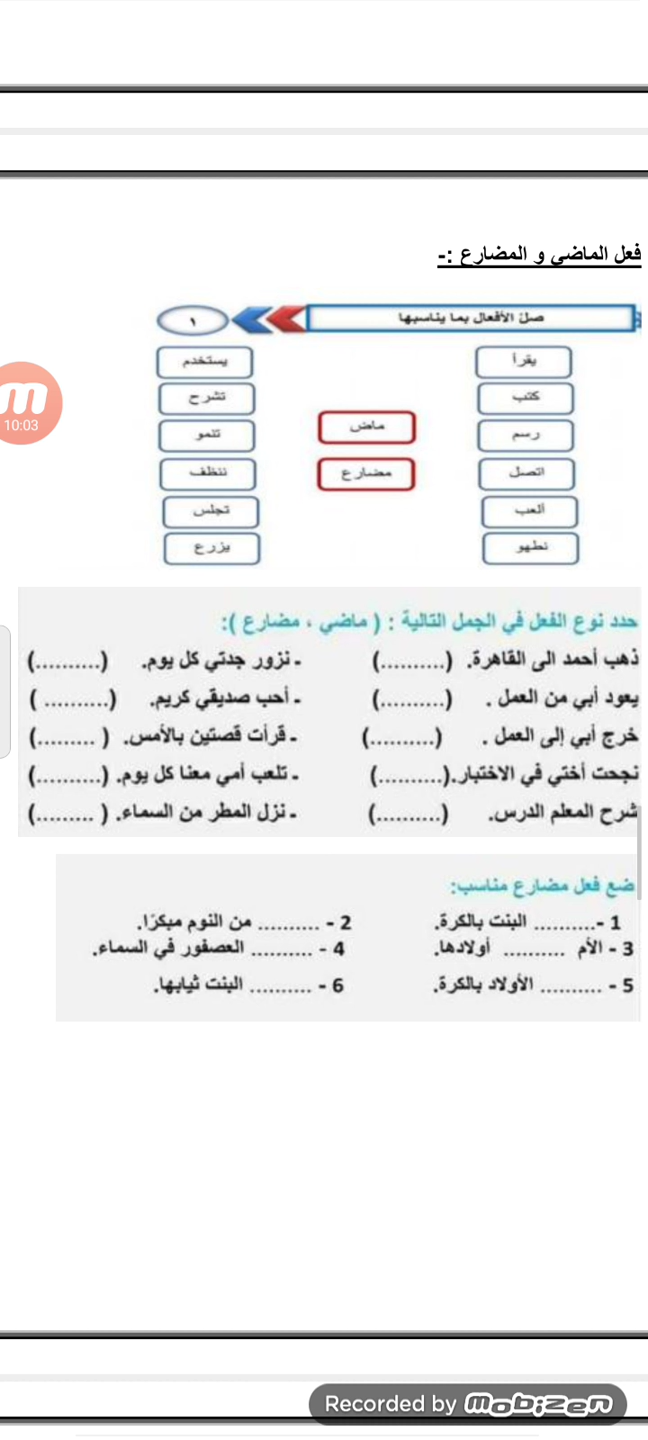 فعل الماضي و المضارع :-
صل الأفعال بما يناسبها
١
يقرأ
يستخدم
كتب
تشرح
ماض
رسم
تنمو
مضارع
اتصل
ننظف
ألعب
تجلس
نطهو
يزرع
10:03
حدد نوع الفعل في الجمل التالية : ( ماضي ، مضارع ):
ذهب أحمد الى القاهرة. (..........) - نزور جدتي كل يوم. (..........)
يعود أبي من العمل . (..........) - أحب صديقي كريم. (.......... )
خرج أبي إلى العمل . (..........) - قرأت قصتين بالأمس. ( .........)
نجحت أختي في الاختبار.(..........) - تلعب أمي معنا كل يوم. (..........)
شرح المعلم الدرس. (..........) - نزل المطر من السماء. ( .........)
ضع فعل مضارع مناسب:
1 -.......... البنت بالكرة. 2 - .......... من النوم مبكرًا.
3 - الأم .......... أولادها. 4 - .......... العصفور في السماء.
5 - .......... الأولاد بالكرة. 6 - .......... البنت ثيابها.
Recorded by mobizen